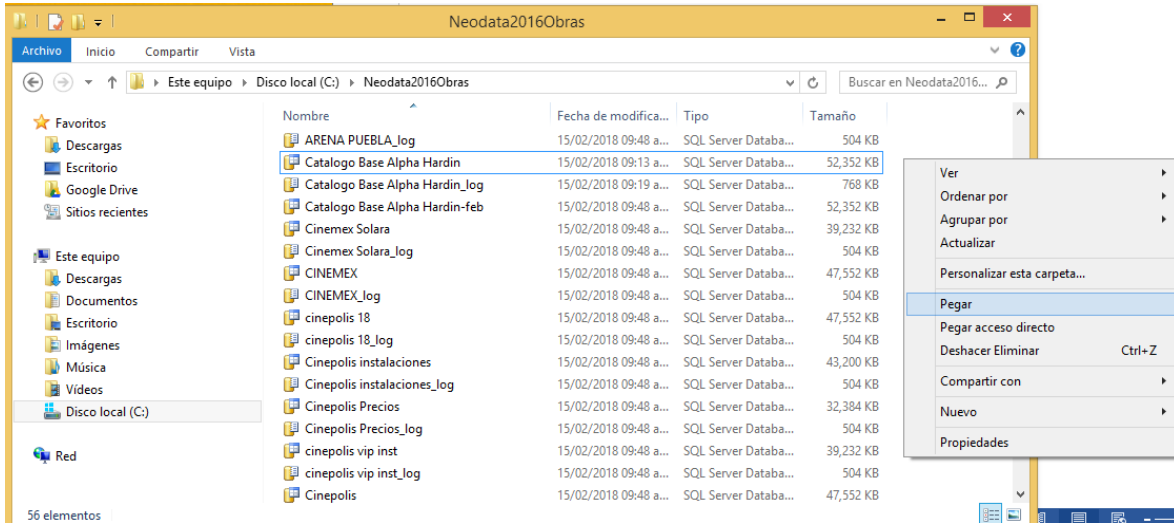 Neodata2016Obras
Archivo Inicio Compartir Vista
Este equipo Disco local (C:) Neodata2016Obras Buscar en Neodata2016...
Nombre Fecha de modifica... Tipo Tamaño
Favoritos
Descargas
Escritorio
Google Drive
Sitios recientes
Este equipo
Descargas
Documentos
Escritorio
Imágenes
Música
Vídeos
Disco local (C:)
Red
ARENA PUEBLA_log 15/02/2018 09:48 a... SQL Server Databa... 504 KB
Catalogo Base Alpha Hardin 15/02/2018 09:13 a... SQL Server Databa... 52,352 KB
Catalogo Base Alpha Hardin_log 15/02/2018 09:19 a... SQL Server Databa... 768 KB
Catalogo Base Alpha Hardin-feb 15/02/2018 09:48 a... SQL Server Databa... 52,352 KB
Cinemex Solara 15/02/2018 09:48 a... SQL Server Databa... 39,232 KB
Cinemex Solara_log 15/02/2018 09:48 a... SQL Server Databa... 504 KB
CINEMEX 15/02/2018 09:48 a... SQL Server Databa... 47,552 KB
CINEMEX_log 15/02/2018 09:48 a... SQL Server Databa... 504 KB
cinepolis 18 15/02/2018 09:48 a... SQL Server Databa... 47,552 KB
cinepolis 18_log 15/02/2018 09:48 a... SQL Server Databa... 504 KB
Cinepolis instalaciones 15/02/2018 09:48 a... SQL Server Databa... 43,200 KB
Cinepolis instalaciones_log 15/02/2018 09:48 a... SQL Server Databa... 504 KB
Cinepolis Precios 15/02/2018 09:48 a... SQL Server Databa... 32,384 KB
Cinepolis Precios_log 15/02/2018 09:48 a... SQL Server Databa... 504 KB
cinepolis vip inst 15/02/2018 09:48 a... SQL Server Databa... 39,232 KB
cinepolis vip inst_log 15/02/2018 09:48 a... SQL Server Databa... 504 KB
Cinepolis 15/02/2018 09:48 a... SQL Server Databa... 47,552 KB
Ver
Ordenar por
Agrupar por
Actualizar
Personalizar esta carpeta...
Pegar
Pegar acceso directo
Deshacer Eliminar Ctrl+Z
Compartir con
Nuevo
Propiedades
56 elementos